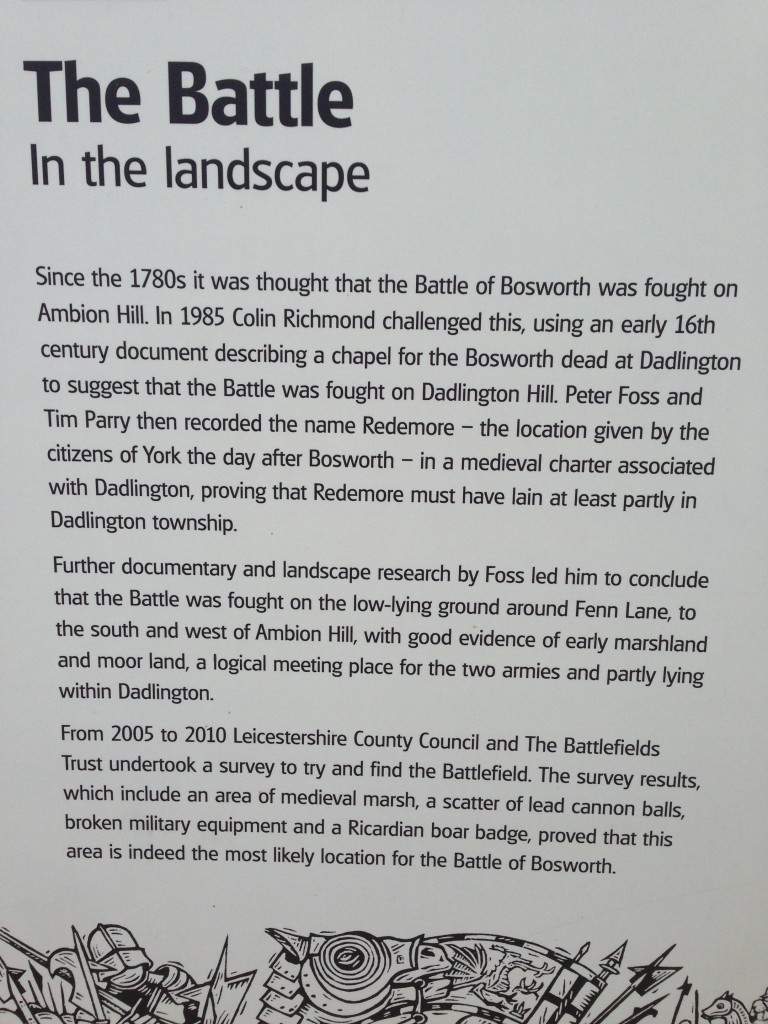 The Battle
In the landscape
Since the 1780s it was thought that the Battle of Bosworth was fought on
Ambion Hill. In 1985 Colin Richmond challenged this, using an early 16th
century document describing a chapel for the Bosworth dead at Dadlington
to suggest that the Battle was fought on Dadlington Hill. Peter Foss and
Tim Parry then recorded the name Redemore – the location given by the
citizens of York the day after Bosworth – in a medieval charter associated
with Dadlington, proving that Redemore must have lain at least partly in
Dadlington township.
Further documentary and landscape research by Foss led him to conclude
that the Battle was fought on the low-lying ground around Fenn Lane, to
the south and west of Ambion Hill, with good evidence of early marshland
and moor land, a logical meeting place for the two armies and partly lying
within Dadlington.
From 2005 to 2010 Leicestershire County Council and The Battlefields
Trust undertook a survey to try and find the Battlefield. The survey results,
which include an area of medieval marsh, a scatter of lead cannon balls,
broken military equipment and a Ricardian boar badge, proved that this
area is indeed the most likely location for the Battle of Bosworth.